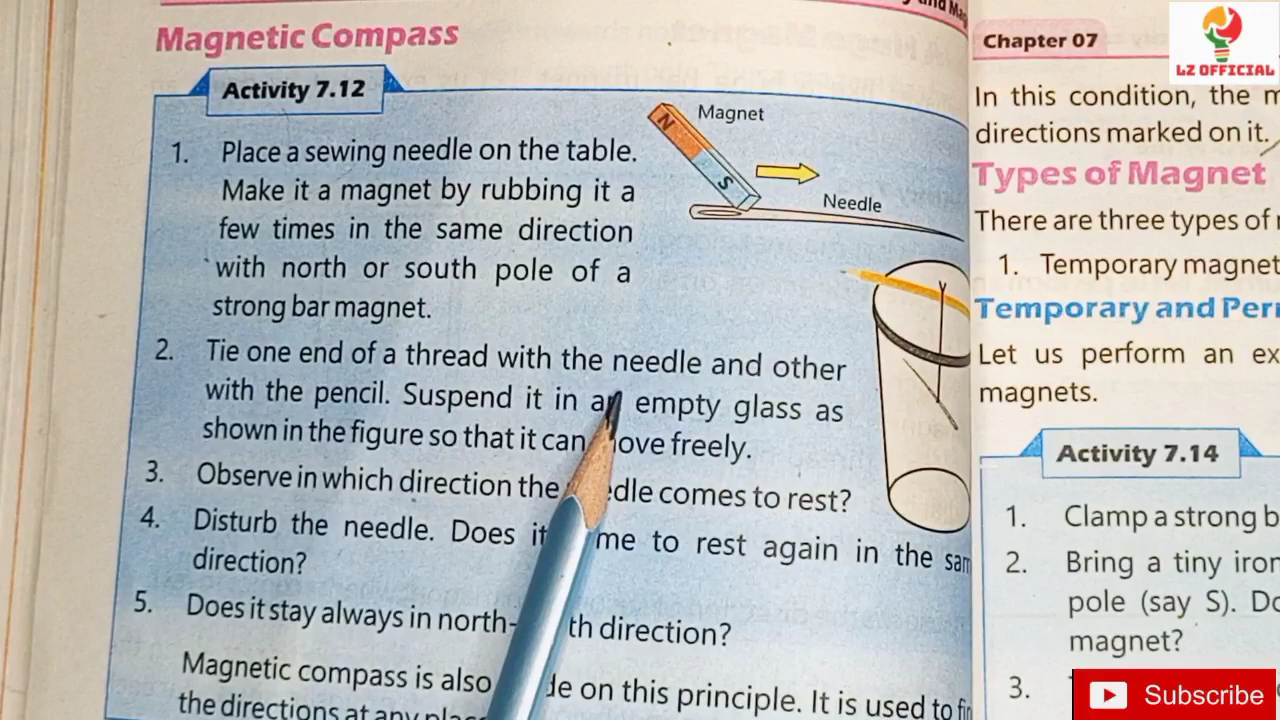 Magnetic Compass
Activity 7.12
1. Place a sewing needle on the table.
Make it a magnet by rubbing it a
few times in the same direction
with north or south pole of a
strong bar magnet.
Magnet
N
S
Needle
2. Tie one end of a thread with the needle and other
with the pencil. Suspend it in an empty glass as
shown in the figure so that it can move freely.
3. Observe in which direction the needle comes to rest?
4. Disturb the needle. Does it come to rest again in the
direction?
5. Does it stay always in north- direction?
Magnetic compass is also on this principle. It is used to
the directions at any
Chapter 07
In this condition, the
directions marked on it.
Types of Magnet
There are three types of
1. Temporary magnet
Temporary and
Let us perform an
magnets.
Activity 7.14
1. Clamp a strong
2. Bring a tiny iron
pole (say S).
magnet?
3.
LZ OFFICIAL
Subscribe